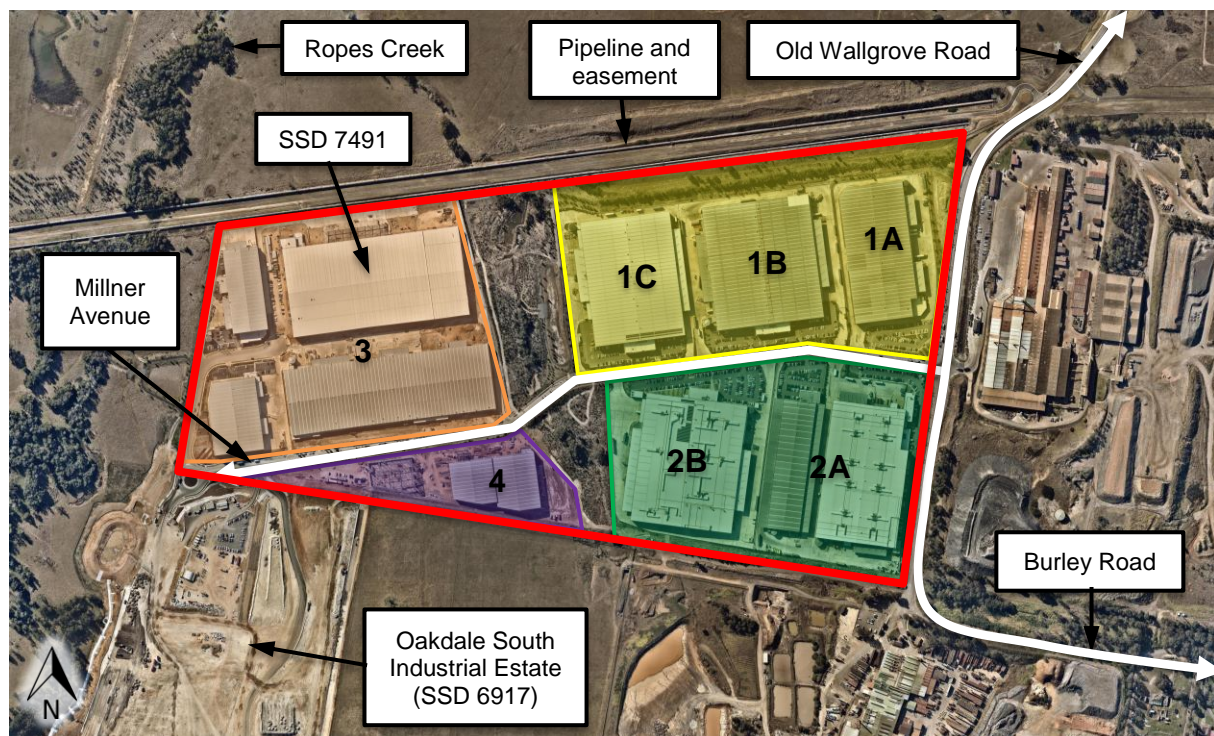 Ropes Creek
Pipeline and
easement
Old Wallgrove Road
SSD 7491
1A
1B
1C
Millner
Avenue
3
2B
2A
4
Burley Road
Oakdale South
Industrial Estate
(SSD 6917)
N